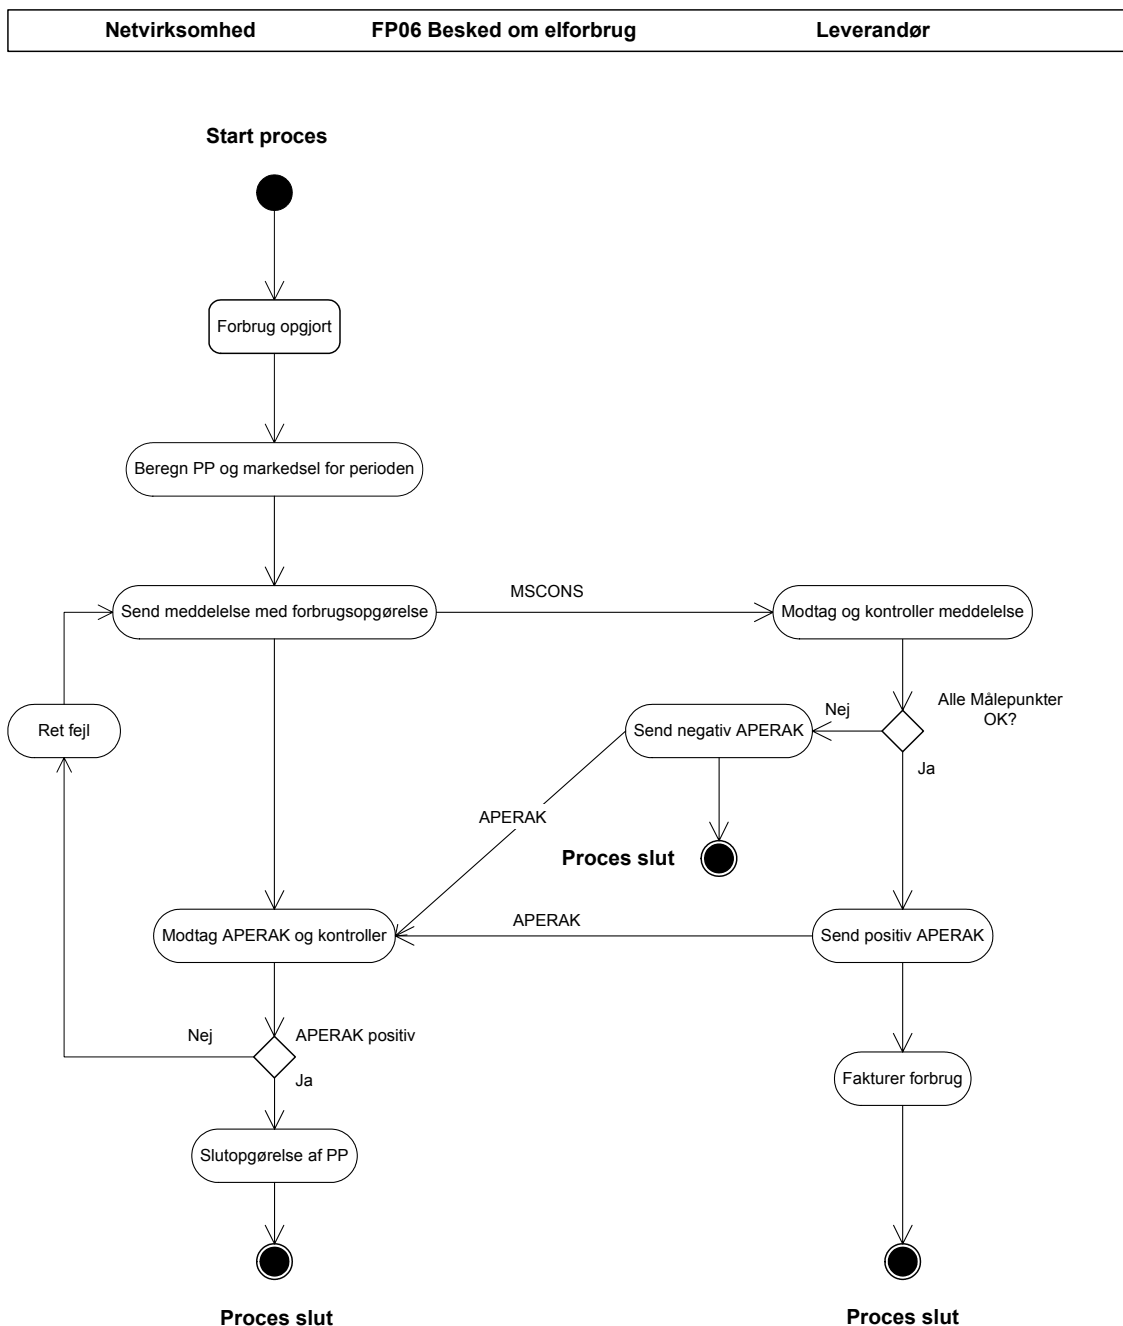 Netvirksomhed FP06 Besked om elforbrug Leverandør
Start proces
Forbrug opgjort
Beregn PP og markedsel for perioden
Send meddelelse med forbrugsopgørelse
MSCONS
Modtag og kontroller meddelelse
Alle Målepunkter
OK?
Nej
Send negativ APERAK
Ret fejl
Ja
APERAK
Proces slut
APERAK
Modtag APERAK og kontroller
Send positiv APERAK
Nej
APERAK positiv
Ja
Fakturer forbrug
Slutopgørelse af PP
Proces slut
Proces slut